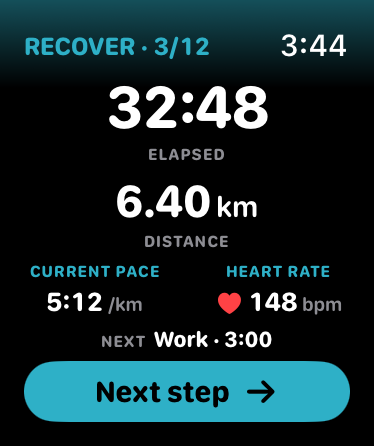 RECOVER · 3/12 3:44
32:48
ELAPSED
6.40 km
DISTANCE
CURRENT PACE HEART RATE
5:12 /km 148 bpm
NEXT Work · 3:00
Next step →